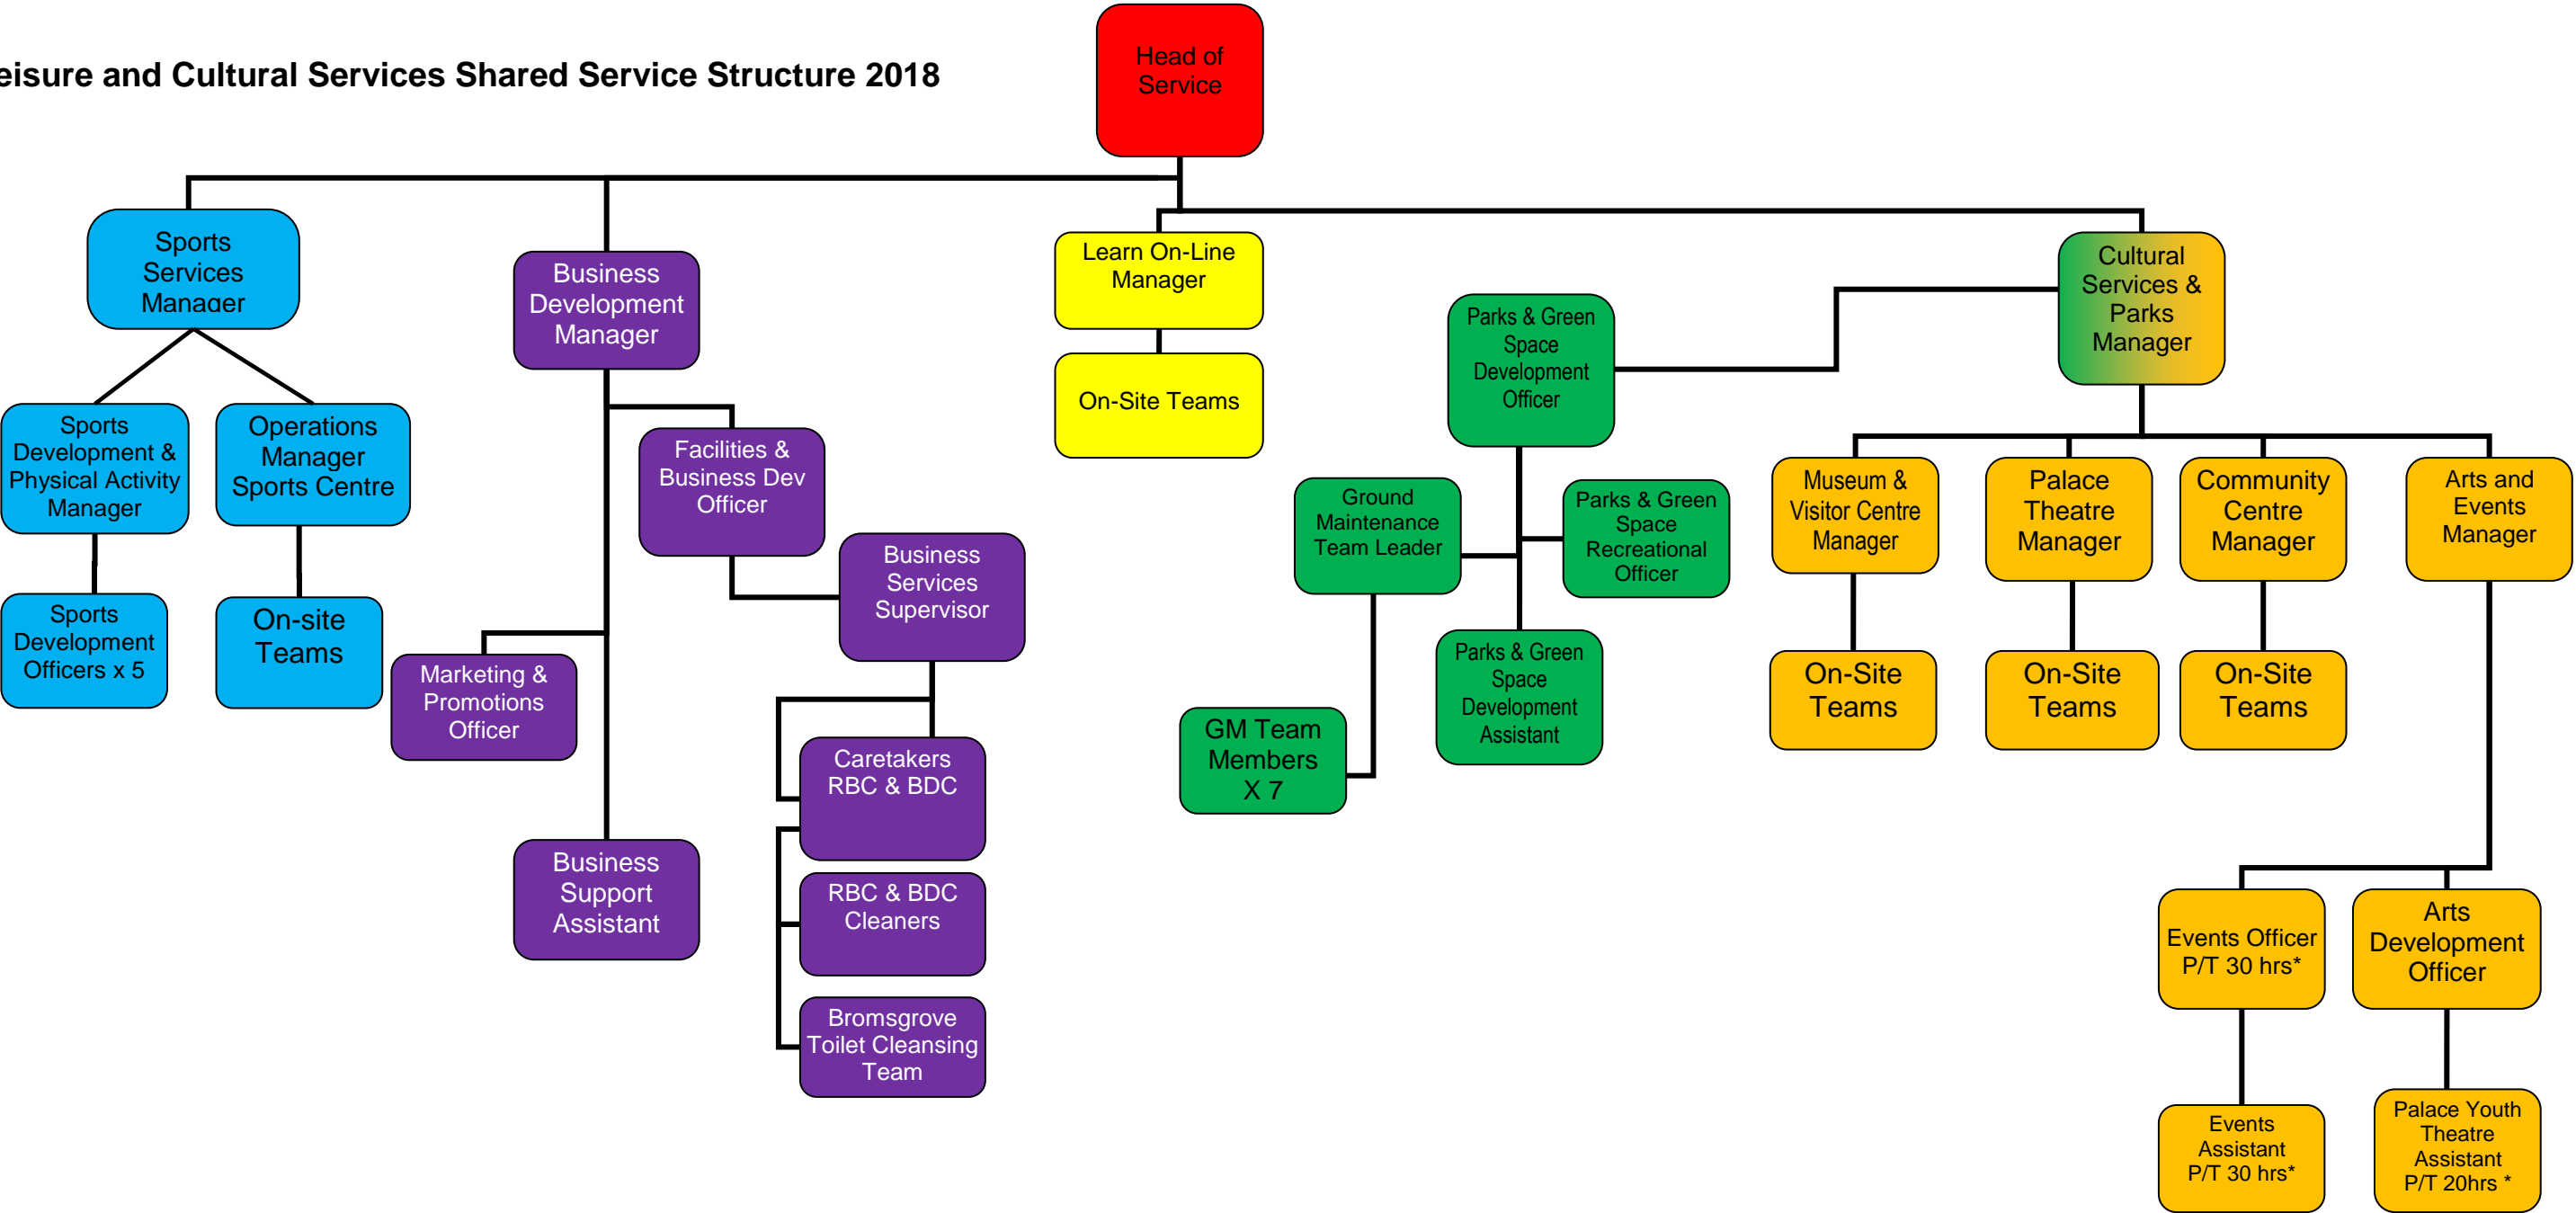 eisure and Cultural Services Shared Service Structure 2018
Head of
Service
Sports
Services
Manager
Business
Development
Manager
Learn On-Line
Manager
Cultural
Services &
Parks
Manager
Sports
Development &
Physical Activity
Manager
Operations
Manager
Sports Centre
Sports
Development
Officers x 5
On-site
Teams
Facilities &
Business Dev
Officer
Business
Services
Supervisor
Marketing &
Promotions
Officer
Business
Support
Assistant
Caretakers
RBC & BDC
RBC & BDC
Cleaners
Bromsgrove
Toilet Cleansing
Team
On-Site Teams
Parks & Green
Space
Development
Officer
Ground
Maintenance
Team Leader
Parks & Green
Space
Recreational
Officer
Parks & Green
Space
Development
Assistant
GM Team
Members
X 7
Museum &
Visitor Centre
Manager
Palace
Theatre
Manager
Community
Centre
Manager
Arts and
Events
Manager
On-Site
Teams
On-Site
Teams
On-Site
Teams
Events Officer
P/T 30 hrs*
Arts
Development
Officer
Events
Assistant
P/T 30 hrs*
Palace Youth
Theatre
Assistant
P/T 20hrs *